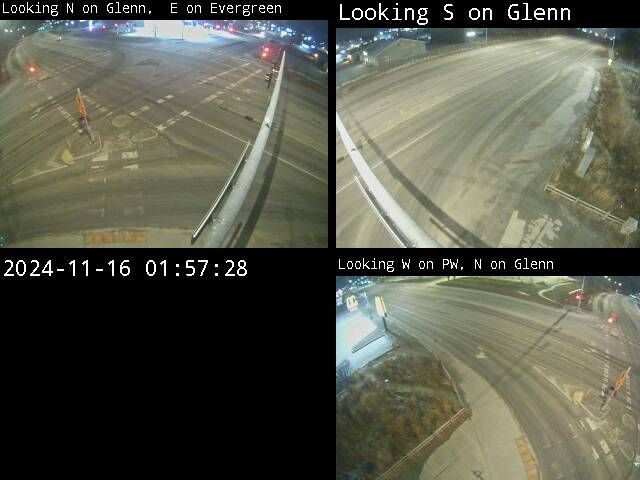 Looking N on Glenn,  E on Evergreen
Looking S on Glenn
2024-11-16 01:57:28
Looking W on PW, N on Glenn